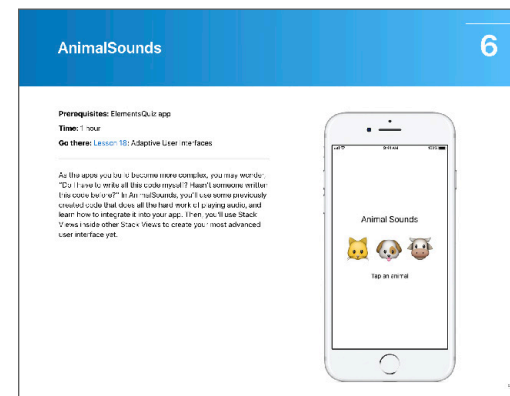 AnimalSounds
6
Prerequisites: ElementsQuiz app
Time: 1 hour
Go there: Lesson 18: Adaptive User Interfaces
As the apps you build become more complex, you may wonder,
"Do I have to write all this code myself? Hasn't someone written
this code before?" In AnimalSounds, you'll use some previously
created code that does all the hard work of playing audio, and
learn how to integrate it into your app. Then, you'll use Stack
Views inside other Stack Views to create your most advanced
user interface yet.
9:41 AM
Animal Sounds
Tap an animal